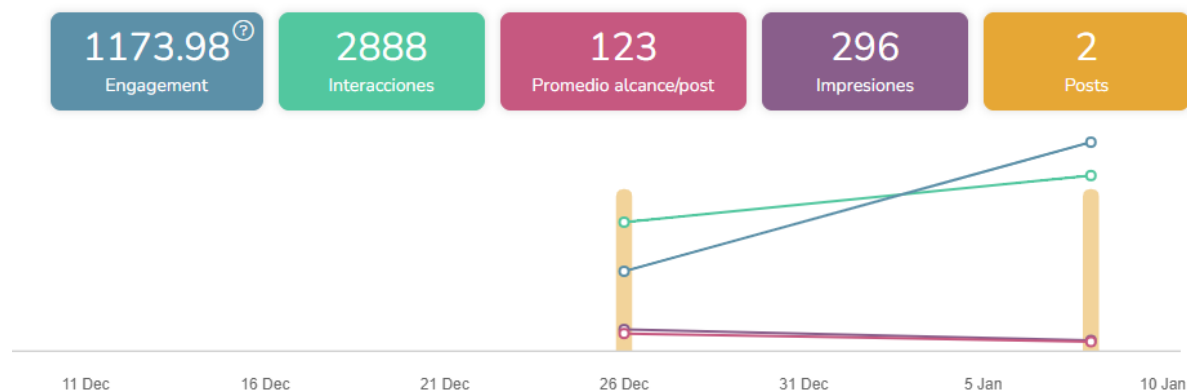 1173.98 ?
Engagement
2888
Interacciones
123
Promedio alcance/post
296
Impresiones
2
Posts
11 Dec
16 Dec
21 Dec
26 Dec
31 Dec
5 Jan
10 Jan